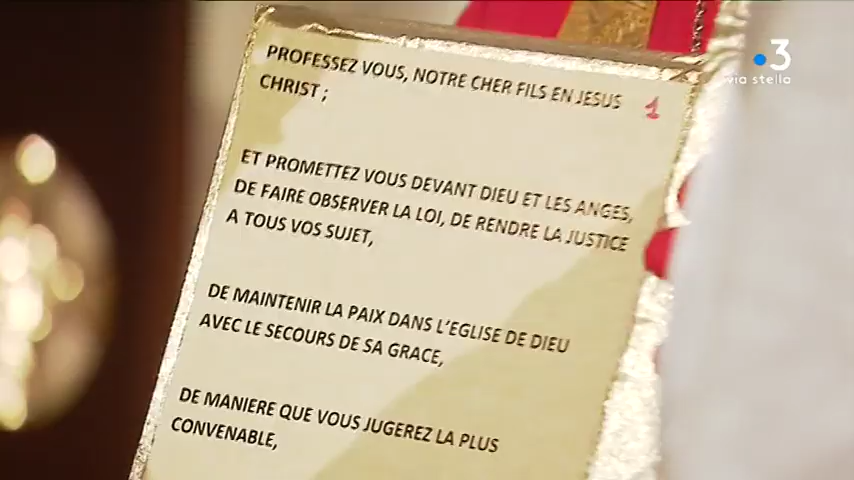 PROFESSEZ VOUS, NOTRE CHER FILS EN JESUS
CHRIST ;
1
ET PROMETTEZ VOUS DEVANT DIEU ET LES ANGES,
DE FAIRE OBSERVER LA LOI, DE RENDRE LA JUSTICE
A TOUS VOS SUJET,
DE MAINTENIR LA PAIX DANS L'EGLISE DE DIEU
AVEC LE SECOURS DE SA GRACE,
DE MANIERE QUE VOUS JUGEREZ LA PLUS
CONVENABLE,
3
via stella